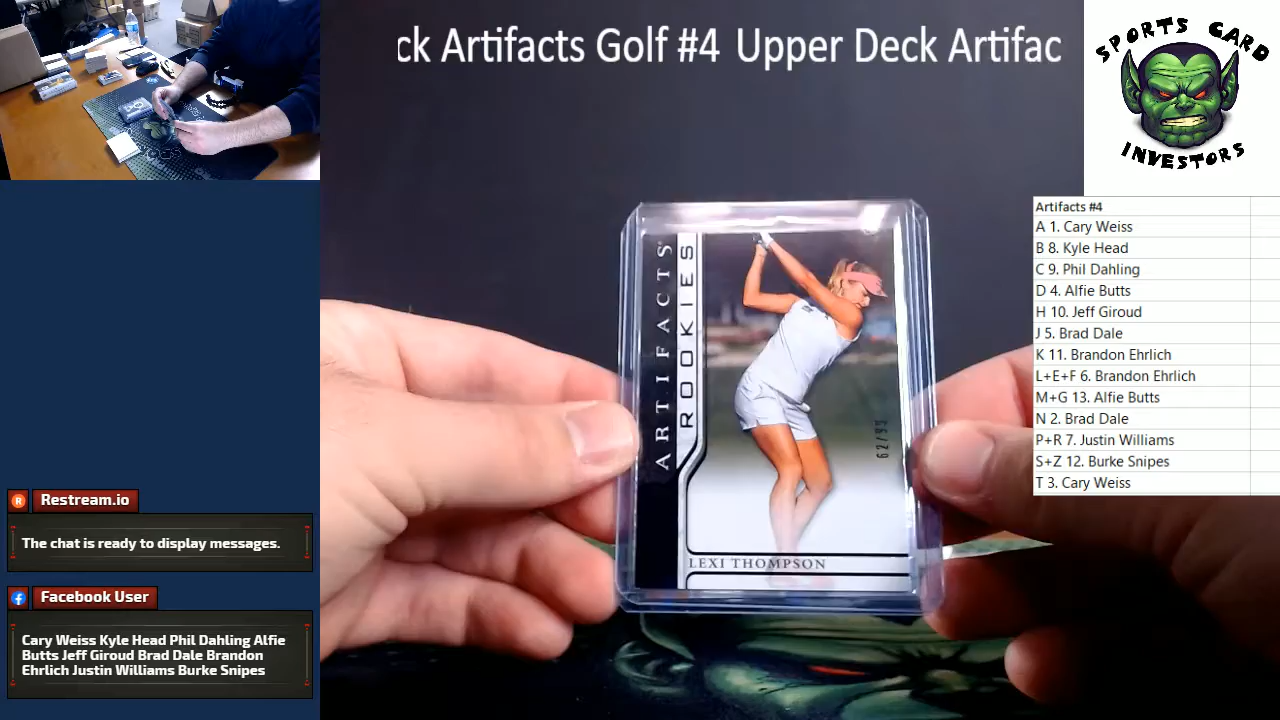 ck Artifacts Golf #4 Upper Deck Artifac
SPORTS CARD
INVESTORS
Artifacts #4
A 1. Cary Weiss
B 8. Kyle Head
C 9. Phil Dahling
D 4. Alfie Butts
H 10. Jeff Giroud
J 5. Brad Dale
K 11. Brandon Ehrlich
L+E+F 6. Brandon Ehrlich
M+G 13. Alfie Butts
N 2. Brad Dale
P+R 7. Justin Williams
S+Z 12. Burke Snipes
T 3. Cary Weiss
ARTIFACTS
ROOKIES
LEXI THOMPSON
Restream.io
The chat is ready to display messages.
Facebook User
Cary Weiss Kyle Head Phil Dahling Alfie
Butts Jeff Giroud Brad Dale Brandon
Ehrlich Justin Williams Burke Snipes